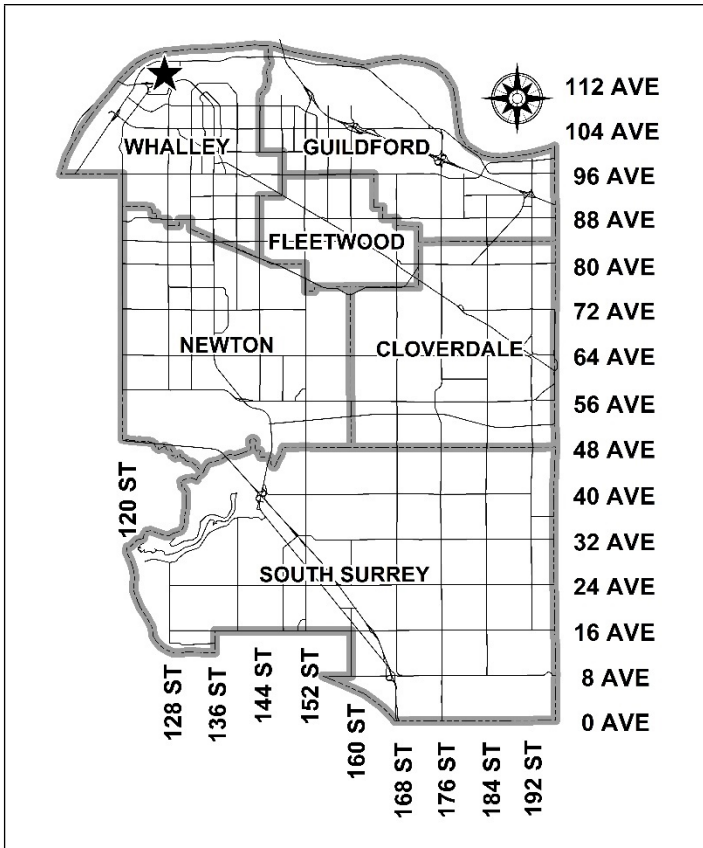 112 AVE
104 AVE
WHALLEY
GUILDFORD
96 AVE
88 AVE
FLEETWOOD
80 AVE
72 AVE
NEWTON
CLOVERDALE
64 AVE
56 AVE
48 AVE
120 ST
40 AVE
32 AVE
SOUTH SURREY
24 AVE
16 AVE
128 ST
136 ST
144 ST
152 ST
160 ST
8 AVE
0 AVE
168 ST
176 ST
184 ST
192 ST